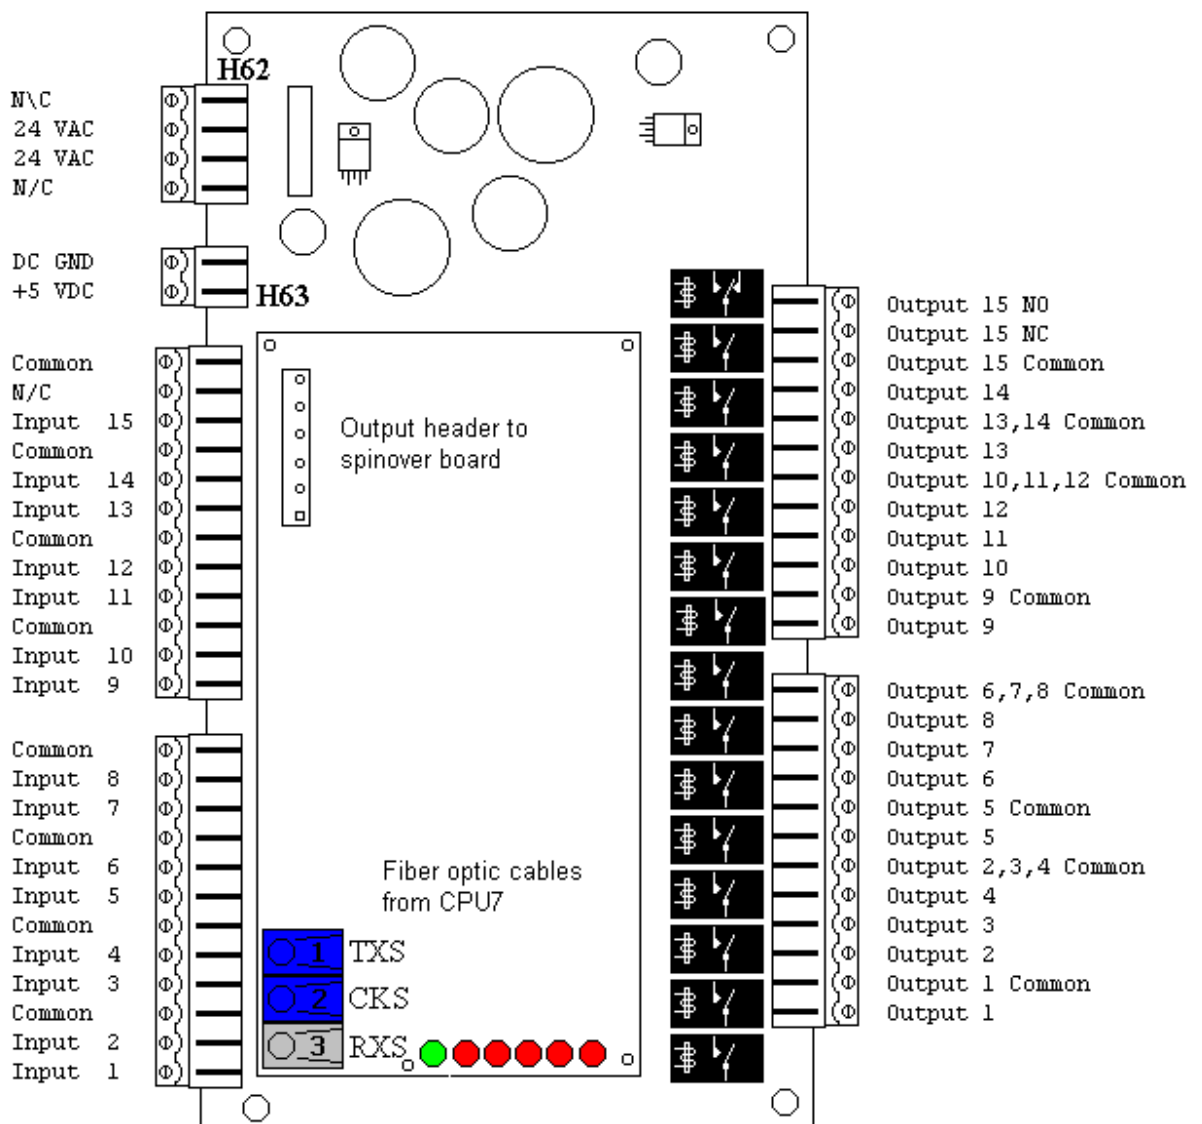 H62
N\C
24 VAC
24 VAC
N/C
DC GND
+5 VDC
H63
Common
N/C
Input 15
Common
Input 14
Input 13
Common
Input 12
Input 11
Common
Input 10
Input 9
Common
Input 8
Input 7
Common
Input 6
Input 5
Common
Input 4
Input 3
Common
Input 2
Input 1
Output header to
spinover board
Fiber optic cables
from CPU7
1 TXS
2 CKS
3 RXS
Output 15 NO
Output 15 NC
Output 15 Common
Output 14
Output 13,14 Common
Output 13
Output 10,11,12 Common
Output 12
Output 11
Output 10
Output 9 Common
Output 9
Output 6,7,8 Common
Output 8
Output 7
Output 6
Output 5 Common
Output 5
Output 2,3,4 Common
Output 4
Output 3
Output 2
Output 1 Common
Output 1